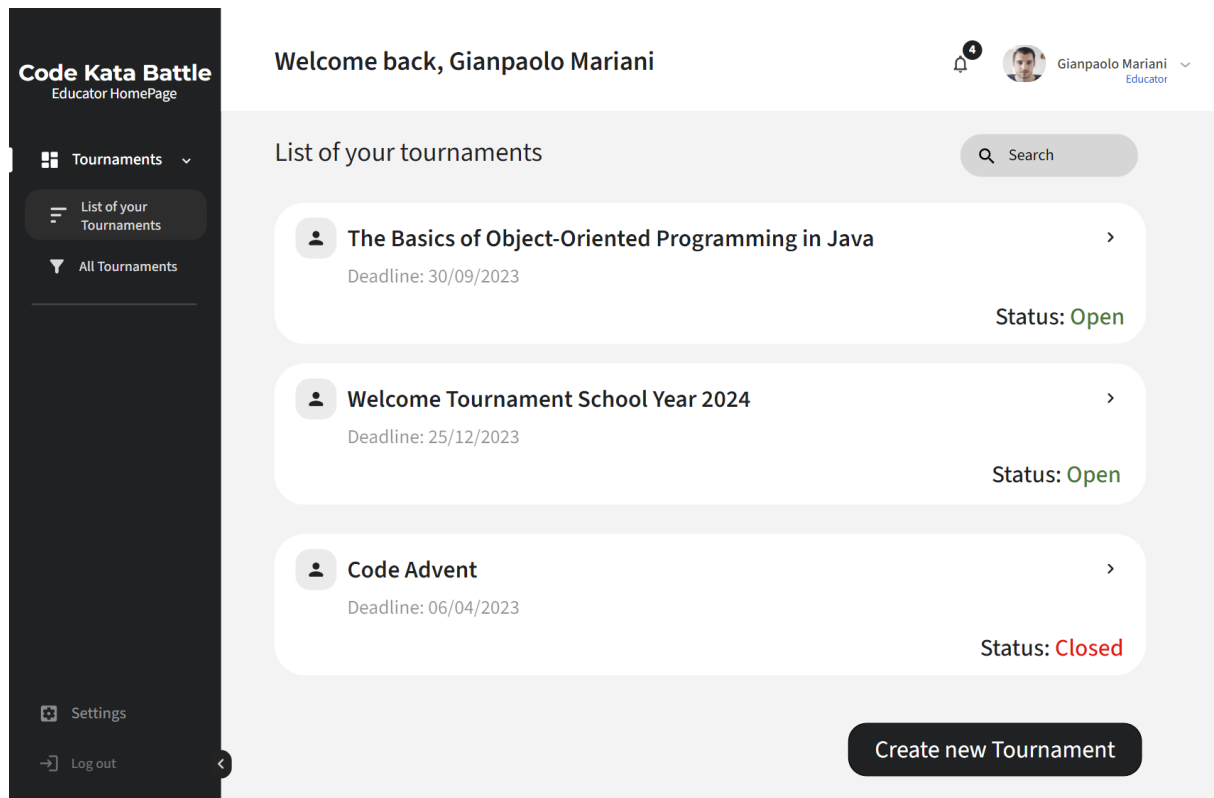 Code Kata Battle
Educator HomePage
Tournaments
List of your
Tournaments
All Tournaments
Settings
Log out
Welcome back, Gianpaolo Mariani
4
Gianpaolo Mariani
Educator
List of your tournaments
Search
The Basics of Object-Oriented Programming in Java
Deadline: 30/09/2023
Status: Open
Welcome Tournament School Year 2024
Deadline: 25/12/2023
Status: Open
Code Advent
Deadline: 06/04/2023
Status: Closed
Create new Tournament